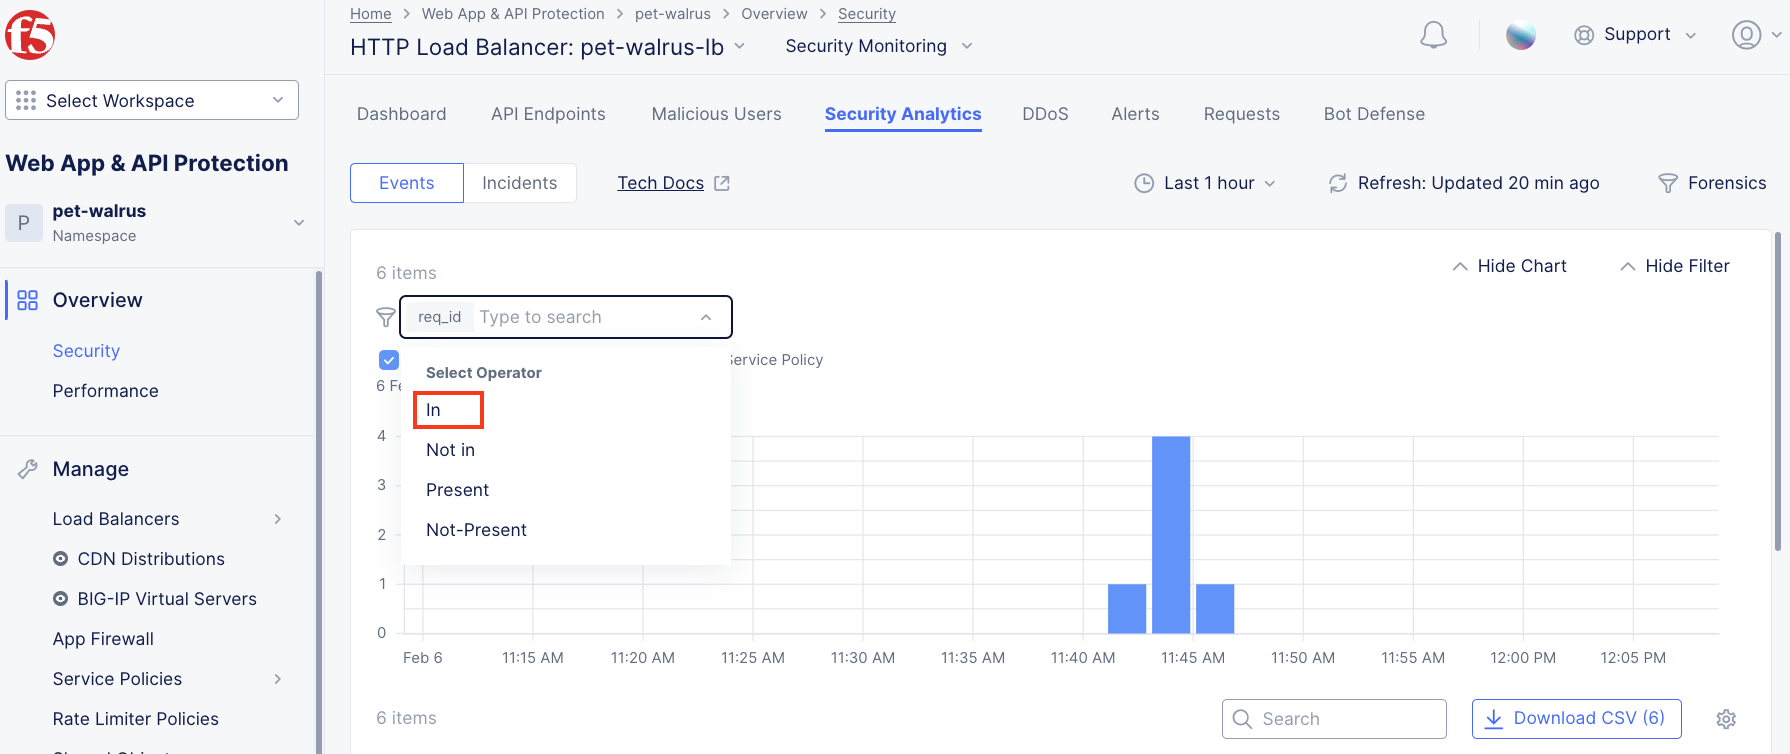 f5
Home > Web App & API Protection > pet-walrus > Overview > Security
HTTP Load Balancer: pet-walrus-lb
Security Monitoring
Support
Select Workspace
Web App & API Protection
P
pet-walrus
Namespace
Overview
Security
Performance
Manage
Load Balancers
CDN Distributions
BIG-IP Virtual Servers
App Firewall
Service Policies
Rate Limiter Policies
Dashboard API Endpoints Malicious Users Security Analytics DDoS Alerts Requests Bot Defense
Events Incidents Tech Docs
Last 1 hour Refresh: Updated 20 min ago Forensics
6 items
Hide Chart Hide Filter
req_id Type to search
Service Policy
6 Fe
Select Operator
In
Not in
Present
Not-Present
4
3
2
1
0
Feb 6 11:15 AM 11:20 AM 11:25 AM 11:30 AM 11:35 AM 11:40 AM 11:45 AM 11:50 AM 11:55 AM 12:00 PM 12:05 PM
6 items
Search
Download CSV (6)